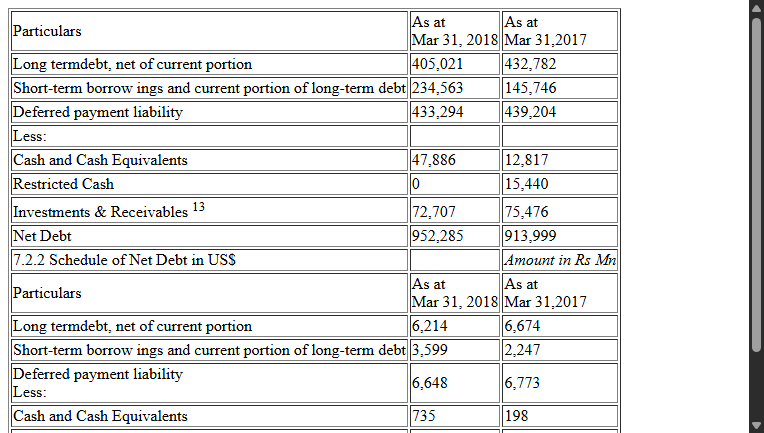 Particulars As at Mar 31, 2018 As at Mar 31,2017
Long termdebt, net of current portion 405,021 432,782
Short-term borrow ings and current portion of long-term debt 234,563 145,746
Deferred payment liability 433,294 439,204
Less:
Cash and Cash Equivalents 47,886 12,817
Restricted Cash 0 15,440
Investments & Receivables 13 72,707 75,476
Net Debt 952,285 913,999
7.2.2 Schedule of Net Debt in US$ Amount in Rs Mn
Particulars As at Mar 31, 2018 As at Mar 31,2017
Long termdebt, net of current portion 6,214 6,674
Short-term borrow ings and current portion of long-term debt 3,599 2,247
Deferred payment liability Less: 6,648 6,773
Cash and Cash Equivalents 735 198